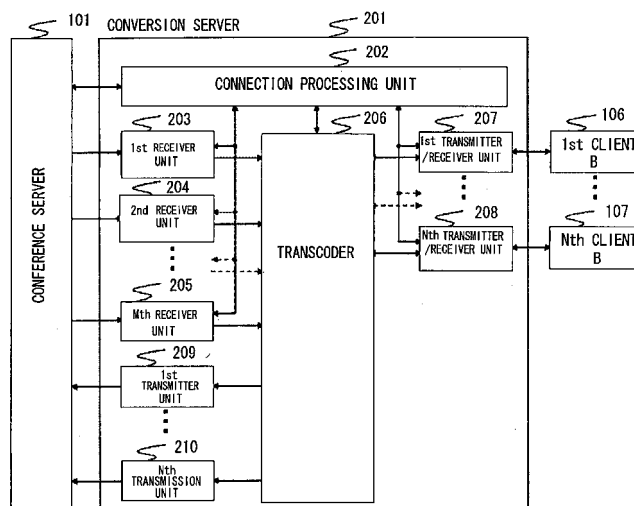 101
CONVERSION SERVER
201
202
CONNECTION PROCESSING UNIT
CONFERENCE SERVER
203
1st RECEIVER
UNIT
204
2nd RECEIVER
UNIT
205
Mth RECEIVER
UNIT
209
1st
TRANSMITTER
UNIT
210
Nth
TRANSMISSION
UNIT
206
TRANSCODER
207
1st TRANSMITTER
/RECEIVER UNIT
208
Nth TRANSMITTER
/RECEIVER UNIT
106
1st CLIENT
B
107
Nth CLIENT
B